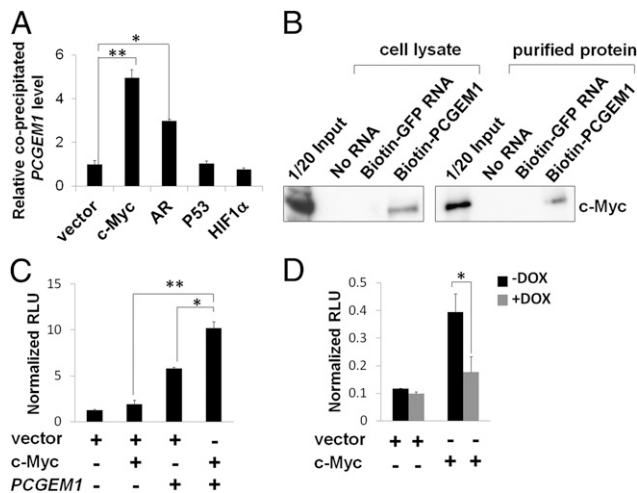 A
Relative co-precipitated
PCGEM1 level
6
4
2
0
*
**
vector
c-Myc
AR
P53
HIF1α
B
cell lysate
purified protein
1/20 Input
No RNA
Biotin-GFP RNA
Biotin-PCGEM1
1/20 Input
No RNA
Biotin-GFP RNA
Biotin-PCGEM1
c-Myc
C
Normalized RLU
15
10
5
0
**
*
vector + + + -
c-Myc - + - +
PCGEM1 - - + +
D
Normalized RLU
0.5
0.4
0.3
0.2
0.1
0
*
-DOX
+DOX
vector + + - -
c-Myc - - + +